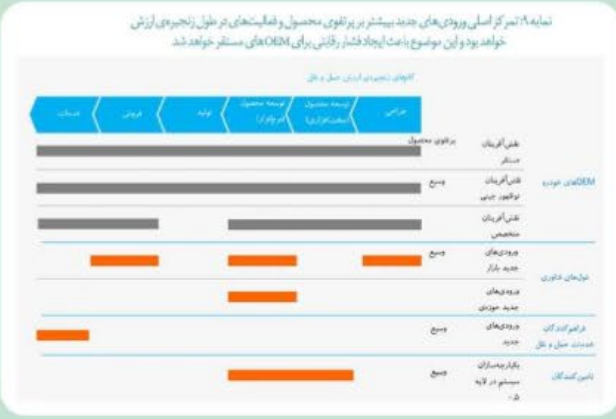 نمایه ۹: تمرکز اصلی ورودی‌های جدید بیشتر بر پرتفوی محصول و فعالیت‌های در طول زنجیره‌ی ارزش
خواهد بود و این موضوع باعث ایجاد فشار رقابتی برای OEMهای مستقر خواهد شد
گام‌های زنجیره‌ی ارزش حمل و نقل
طراحی
توسعه محصول
(سخت‌افزاری)
توسعه محصول
(نرم‌افزار)
تولید
فروش
خدمات
پرتفوی محصول
OEMهای خودرو
نقش‌آفرینان
مستقر
نقش‌آفرینان
نوظهور چینی
وسیع
نقش‌آفرینان
متخصص
غول‌های فناوری
ورودی‌های
جدید بازار
وسیع
ورودی‌های
جدید حوزه‌ی
فراهم‌کنندگان
خدمات حمل و نقل
ورودی‌های
جدید
وسیع
تامین‌کنندگان
یکپارچه‌سازان
سیستم در لایه
۰.۵
وسیع